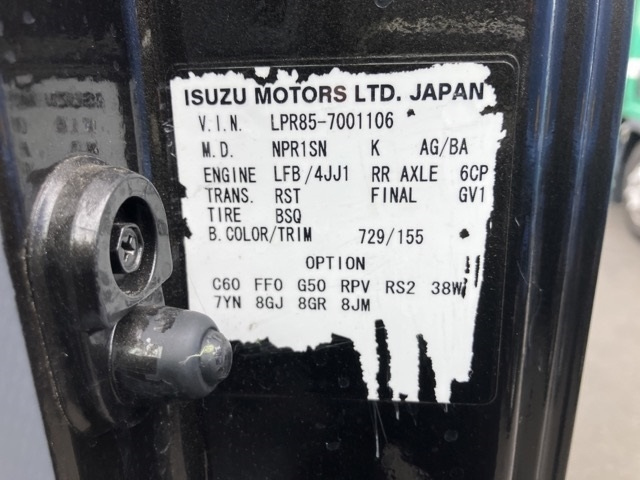 ISUZU MOTORS LTD. JAPAN
V.I.N. LPR85-7001106
M.D. NPR1SN K AG/BA
ENGINE LFB/4JJ1 RR AXLE 6CP
TRANS. RST FINAL GV1
TIRE BSQ
B.COLOR/TRIM 729/155
OPTION
C60 FF0 G50 RPV RS2 38W
7YN 8GJ 8GR 8JM